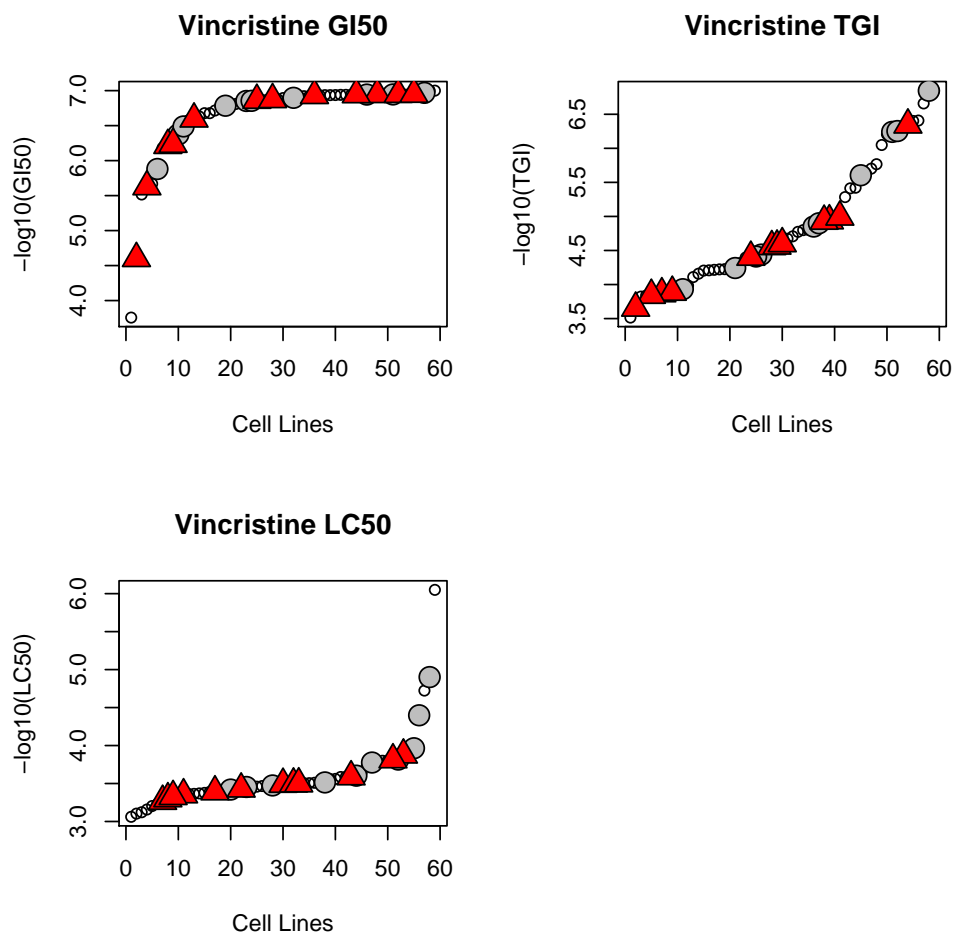 Vincristine GI50
−log10(GI50)
7.0
6.0
5.0
4.0
0 10 20 30 40 50 60
Cell Lines
Vincristine TGI
−log10(TGI)
6.5
5.5
4.5
3.5
0 10 20 30 40 50 60
Cell Lines
Vincristine LC50
−log10(LC50)
6.0
5.0
4.0
3.0
0 10 20 30 40 50 60
Cell Lines